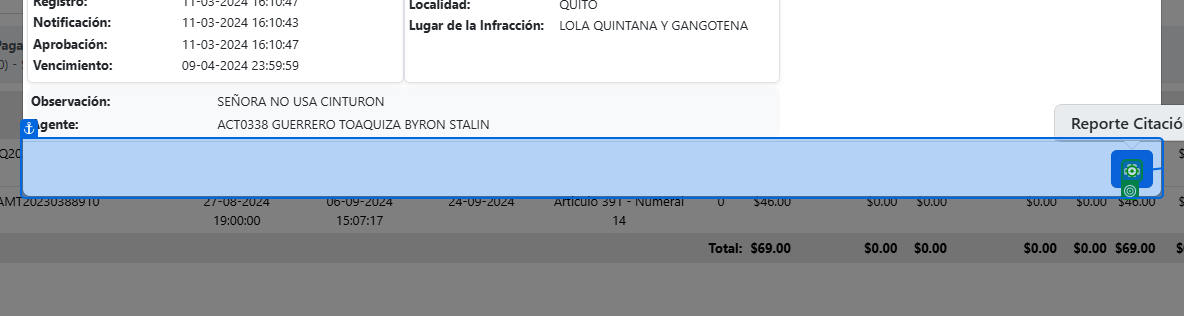 Registro: 11-03-2024 16:10:47
Notificación: 11-03-2024 16:10:43
Aprobación: 11-03-2024 16:10:47
Vencimiento: 09-04-2024 23:59:59
Localidad: QUITO
Lugar de la Infracción: LOLA QUINTANA Y GANGOTENA
Paga
0) -
Observación: SEÑORA NO USA CINTURON
Agente: ACT0338 GUERRERO TOAQUIZA BYRON STALIN
Reporte Citació
Q20
AMT20230388910 27-08-2024 06-09-2024 24-09-2024 Artículo 391 - Numeral 0 $46.00 $0.00 $0.00 $0.00 $0.00 $46.00
19:00:00 15:07:17 14
Total: $69.00 $0.00 $0.00 $0.00 $0.00 $69.00